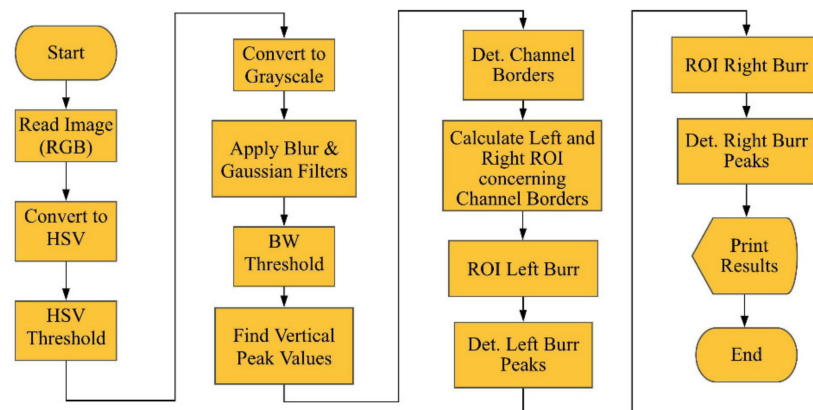 Start
Read Image
(RGB)
Convert to
HSV
HSV
Threshold
Convert to
Grayscale
Apply Blur &
Gaussian Filters
BW
Threshold
Find Vertical
Peak Values
Det. Channel
Borders
Calculate Left and
Right ROI
concerning
Channel Borders
ROI Left Burr
Det. Left Burr
Peaks
ROI Right Burr
Det. Right Burr
Peaks
Print
Results
End